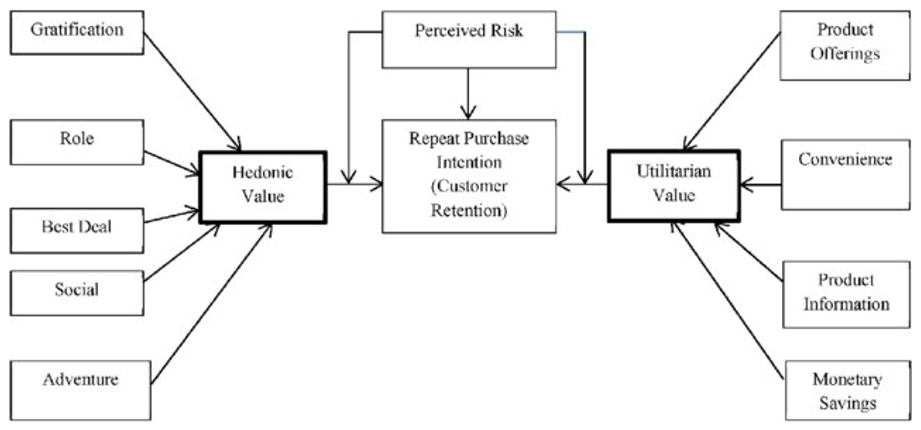 Gratification
Role
Best Deal
Social
Adventure
Hedonic
Value
Perceived Risk
Repeat Purchase
Intention
(Customer
Retention)
Utilitarian
Value
Product
Offerings
Convenience
Product
Information
Monetary
Savings